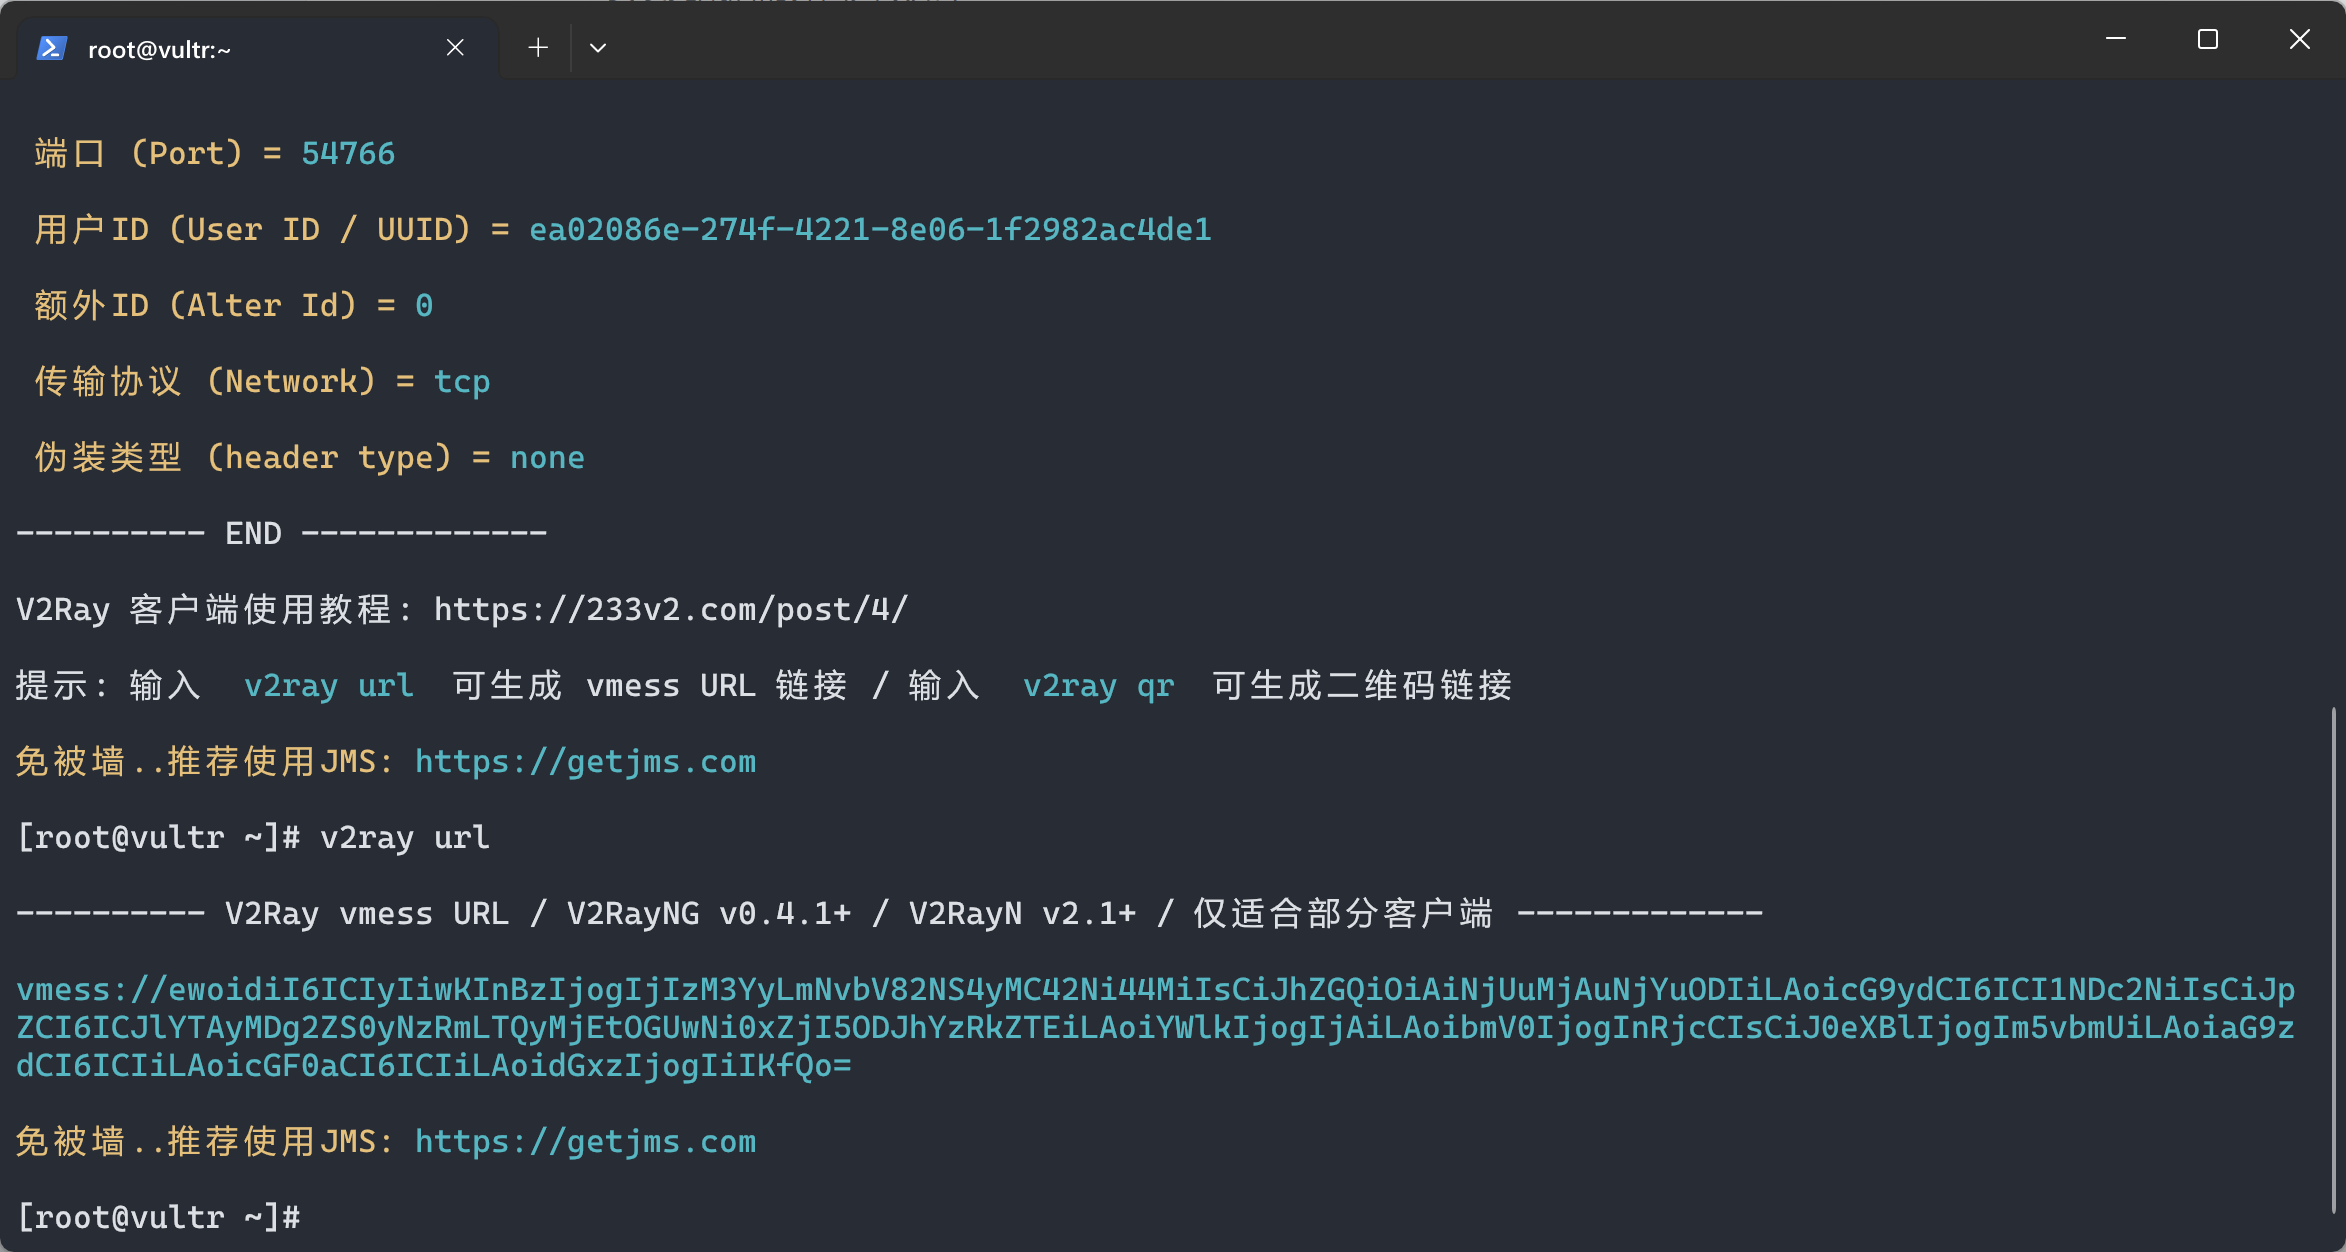 root@vultr:~
端口 (Port) = 54766
用户ID (User ID / UUID) = ea02086e-274f-4221-8e06-1f2982ac4de1
额外ID (Alter Id) = 0
传输协议 (Network) = tcp
伪装类型 (header type) = none
---------- END -------------
V2Ray 客户端使用教程: https://233v2.com/post/4/
提示: 输入 v2ray url 可生成 vmess URL 链接 / 输入 v2ray qr 可生成二维码链接
免被墙..推荐使用JMS: https://getjms.com
[root@vultr ~]# v2ray url
---------- V2Ray vmess URL / V2RayNG v0.4.1+ / V2RayN v2.1+ / 仅适合部分客户端 -------------
vmess://ewoidiI6ICIyIiwKInBzIjogIjIzM3YyLmNvbV82NS4yMC42Ni44MiIsCiJhZGQiOiAiNjUuMjAuNjYuODIiLAoicG9ydCI6ICI1NDc2NiIsCiJp
ZCI6ICJlYTAyMDg2ZS0yNzRmLTQyMjEtOGUwNi0xZjI5ODJhYzRkZTEiLAoiYWlkIjogIjAiLAoibmV0IjogInRjcCIsCiJ0eXBlIjogIm5vbmUiLAoiaG9z
dCI6ICIiLAoicGF0aCI6ICIiLAoidGxzIjogIiIKfQo=
免被墙..推荐使用JMS: https://getjms.com
[root@vultr ~]#